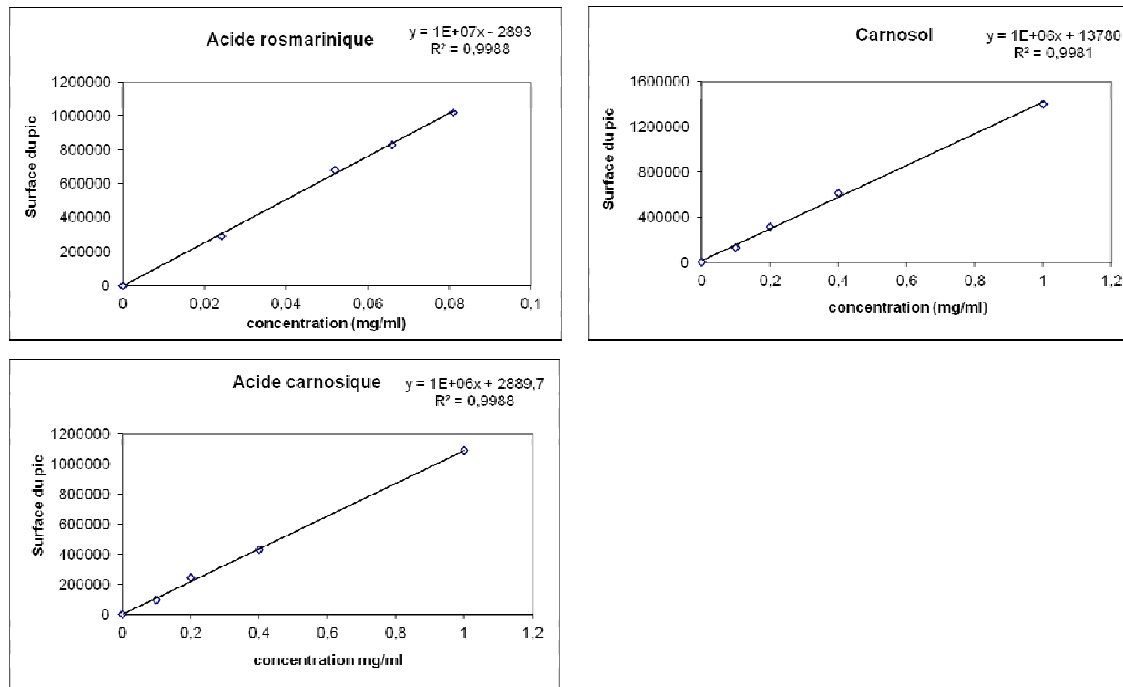 Acide rosmarinique
y = 1E+07x - 2893
R² = 0,9988
1200000
1000000
800000
600000
400000
200000
0
Surface du pic
0 0,02 0,04 0,06 0,08 0,1
concentration (mg/ml)
Carnosol
y = 1E+06x + 13780
R² = 0,9981
1600000
1200000
800000
400000
0
Surface du pic
0 0,2 0,4 0,6 0,8 1 1,2
concentration (mg/ml)
Acide carnosique
y = 1E+06x + 2889,7
R² = 0,9988
1200000
1000000
800000
600000
400000
200000
0
Surface du pic
0 0,2 0,4 0,6 0,8 1 1,2
concentration mg/ml